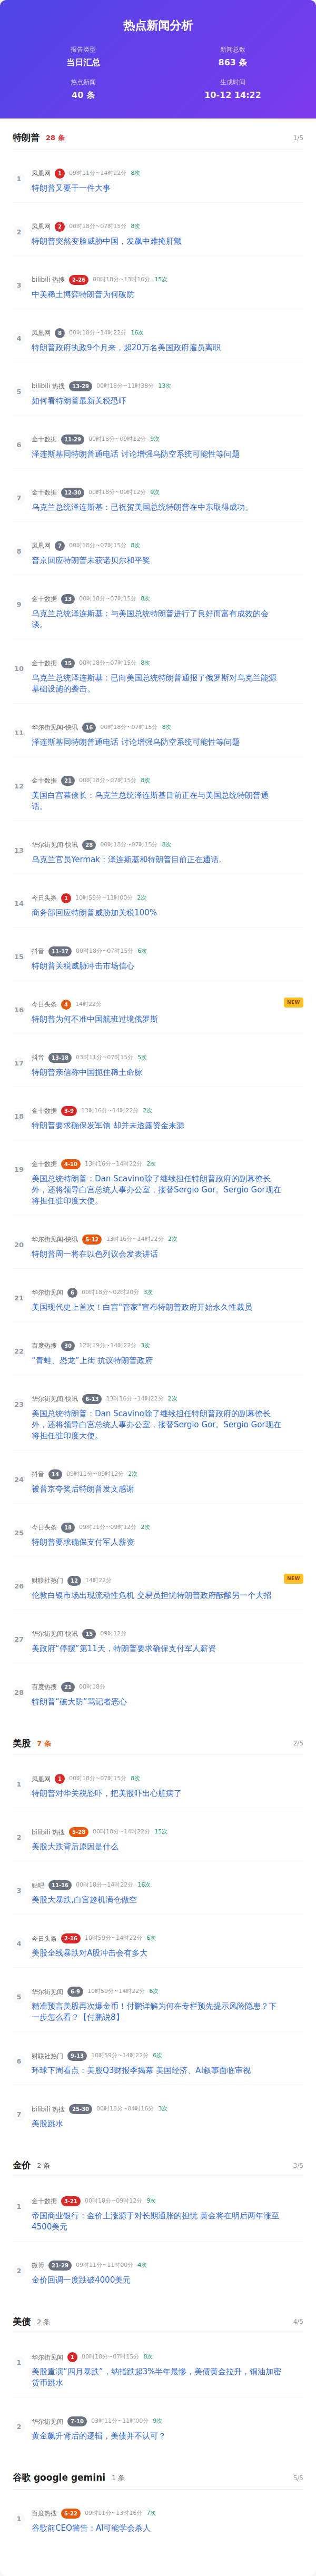 热点新闻分析
报告类型
当日汇总
新闻总数
863 条
热点新闻
40 条
生成时间
10-12 14:22
特朗普 28 条 1/5
1
凤凰网 1 09时11分~14时22分 8次
特朗普又要干一件大事
2
凤凰网 2 00时18分~07时15分 8次
特朗普突然变脸威胁中国，发飙中难掩肝颤
3
bilibili 热搜 2-26 00时18分~13时16分 15次
中美稀土博弈特朗普为何破防
4
凤凰网 8 00时18分~14时22分 16次
特朗普政府执政9个月来，超20万名美国政府雇员离职
5
bilibili 热搜 13-29 00时18分~11时38分 13次
如何看特朗普最新关税恐吓
6
金十数据 11-29 00时18分~09时12分 9次
泽连斯基同特朗普通电话 讨论增强乌防空系统可能性等问题
7
金十数据 12-30 00时18分~09时12分 9次
乌克兰总统泽连斯基：已祝贺美国总统特朗普在中东取得成功。
8
凤凰网 7 00时18分~07时15分 8次
普京回应特朗普未获诺贝尔和平奖
9
金十数据 13 00时18分~07时15分 8次
乌克兰总统泽连斯基：与美国总统特朗普进行了良好而富有成效的会
谈。
10
金十数据 15 00时18分~07时15分 8次
乌克兰总统泽连斯基：已向美国总统特朗普通报了俄罗斯对乌克兰能源
基础设施的袭击。
11
华尔街见闻-快讯 16 00时18分~07时15分 8次
泽连斯基同特朗普通电话 讨论增强乌防空系统可能性等问题
12
金十数据 21 00时18分~07时15分 8次
美国白宫幕僚长：乌克兰总统泽连斯基目前正在与美国总统特朗普通
话。
13
华尔街见闻-快讯 28 00时18分~07时15分 8次
乌克兰官员Yermak：泽连斯基和特朗普目前正在通话。
14
今日头条 1 10时59分~11时00分 2次
商务部回应特朗普威胁加关税100%
15
抖音 11-17 00时18分~07时15分 6次
特朗普关税威胁冲击市场信心
16
今日头条 4 14时22分
NEW
特朗普为何不准中国航班过境俄罗斯
17
抖音 13-18 03时11分~07时15分 5次
特朗普亲信称中国扼住稀土命脉
18
金十数据 3-9 13时16分~14时22分 2次
特朗普要求确保发军饷 却并未透露资金来源
19
金十数据 4-10 13时16分~14时22分 2次
美国总统特朗普：Dan Scavino除了继续担任特朗普政府的副幕僚长
外，还将领导白宫总统人事办公室，接替Sergio Gor。Sergio Gor现在
将担任驻印度大使。
20
华尔街见闻-快讯 5-12 13时16分~14时22分 2次
特朗普周一将在以色列议会发表讲话
21
华尔街见闻 6 00时18分~02时20分 3次
美国现代史上首次！白宫"管家"宣布特朗普政府开始永久性裁员
22
百度热搜 30 12时19分~14时22分 3次
“青蛙、恐龙”上街 抗议特朗普政府
23
华尔街见闻-快讯 6-13 13时16分~14时22分 2次
美国总统特朗普：Dan Scavino除了继续担任特朗普政府的副幕僚长
外，还将领导白宫总统人事办公室，接替Sergio Gor。Sergio Gor现在
将担任驻印度大使。
24
抖音 14 09时11分~09时12分 2次
被普京夸奖后特朗普发文感谢
25
今日头条 18 09时11分~09时12分 2次
特朗普要求确保支付军人薪资
26
财联社热门 12 14时22分
NEW
伦敦白银市场出现流动性危机 交易员担忧特朗普政府酝酿另一个大招
27
华尔街见闻-快讯 15 09时12分
美政府“停摆”第11天，特朗普要求确保支付军人薪资
28
百度热搜 21 00时18分
特朗普“破大防”骂记者恶心
美股 7 条 2/5
1
凤凰网 1 00时18分~07时15分 8次
特朗普对华关税恐吓，把美股吓出心脏病了
2
bilibili 热搜 5-28 00时18分~14时22分 15次
美股大跌背后原因是什么
3
贴吧 11-16 00时18分~14时22分 16次
美股大暴跌,白宫趁机满仓做空
4
今日头条 2-16 10时59分~14时22分 6次
美股全线暴跌对A股冲击会有多大
5
华尔街见闻 6-9 10时59分~14时22分 6次
精准预言美股再次爆金币！付鹏详解为何在专栏预先提示风险隐患？下
一步怎么看？【付鹏说8】
6
财联社热门 9-13 10时59分~14时22分 6次
环球下周看点：美股Q3财报季揭幕 美国经济、AI叙事面临审视
7
bilibili 热搜 25-30 00时18分~04时16分 3次
美股跳水
金价 2 条 3/5
1
金十数据 3-21 00时18分~09时12分 9次
帝国商业银行：金价上涨源于对长期通胀的担忧 黄金将在明后两年涨至
4500美元
2
微博 21-29 09时11分~11时00分 4次
金价回调一度跌破4000美元
美债 2 条 4/5
1
华尔街见闻 1 00时18分~07时15分 8次
美股重演“四月暴跌”，纳指跌超3%半年最惨，美债黄金拉升，铜油加密
货币跳水
2
华尔街见闻 7-10 03时11分~11时00分 9次
黄金飙升背后的逻辑，美债并不认可？
谷歌 google gemini 1 条 5/5
1
百度热搜 5-22 09时11分~13时16分 7次
谷歌前CEO警告：AI可能学会杀人